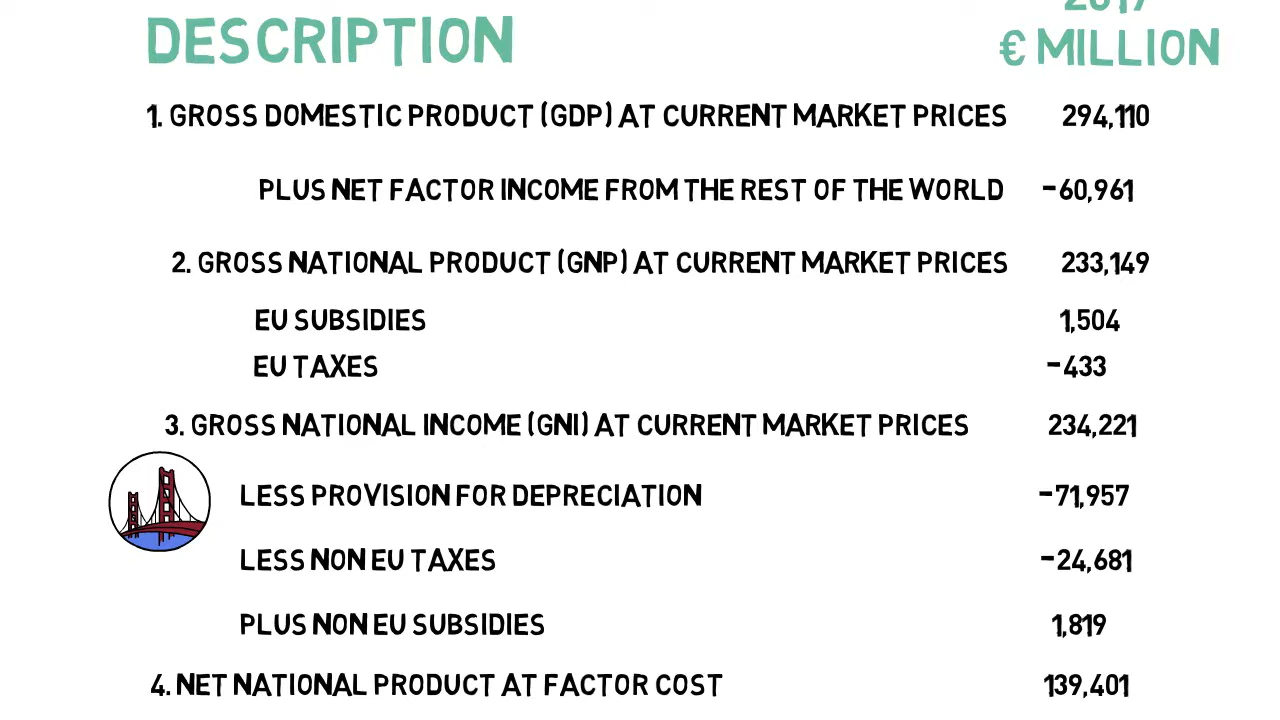 DESCRIPTION
2017
€ MILLION
1. GROSS DOMESTIC PRODUCT (GDP) AT CURRENT MARKET PRICES 294,110
PLUS NET FACTOR INCOME FROM THE REST OF THE WORLD -60,961
2. GROSS NATIONAL PRODUCT (GNP) AT CURRENT MARKET PRICES 233,149
EU SUBSIDIES 1,504
EU TAXES -433
3. GROSS NATIONAL INCOME (GNI) AT CURRENT MARKET PRICES 234,221
LESS PROVISION FOR DEPRECIATION -71,957
LESS NON EU TAXES -24,681
PLUS NON EU SUBSIDIES 1,819
4. NET NATIONAL PRODUCT AT FACTOR COST 139,401